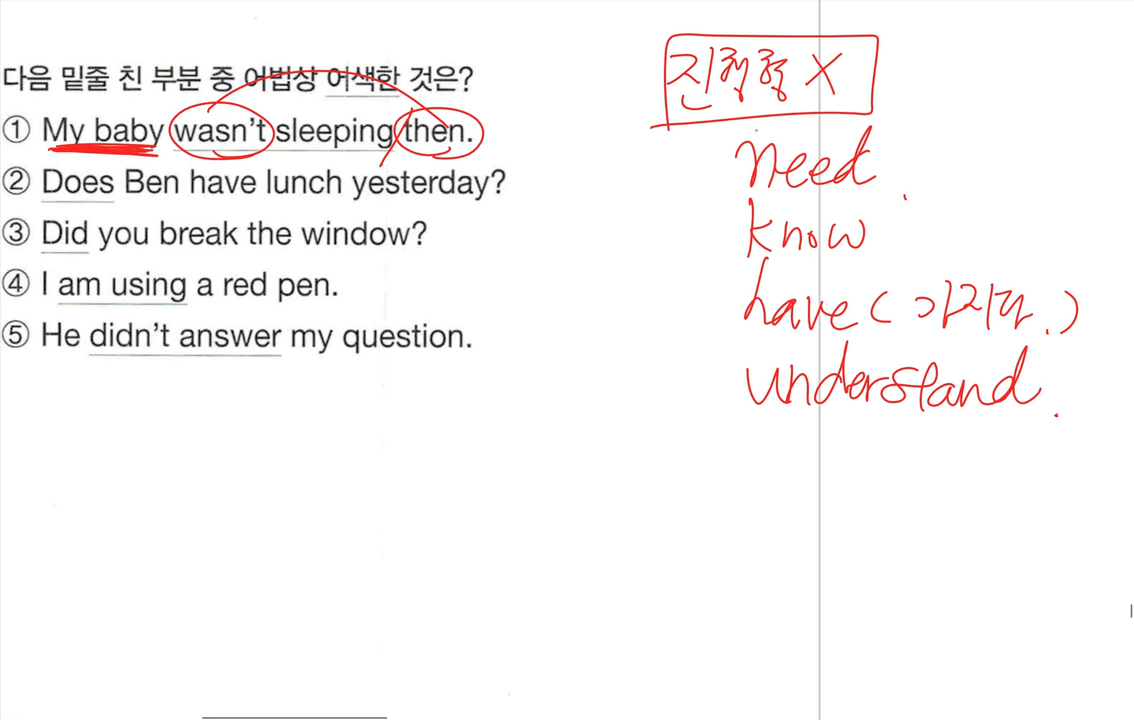 다음 밑줄 친 부분 중 어법상 어색한 것은?
① My baby wasn't sleeping then.
② Does Ben have lunch yesterday?
③ Did you break the window?
④ I am using a red pen.
⑤ He didn't answer my question.
진행형 X
need
know
have ( 가지다. )
understand.